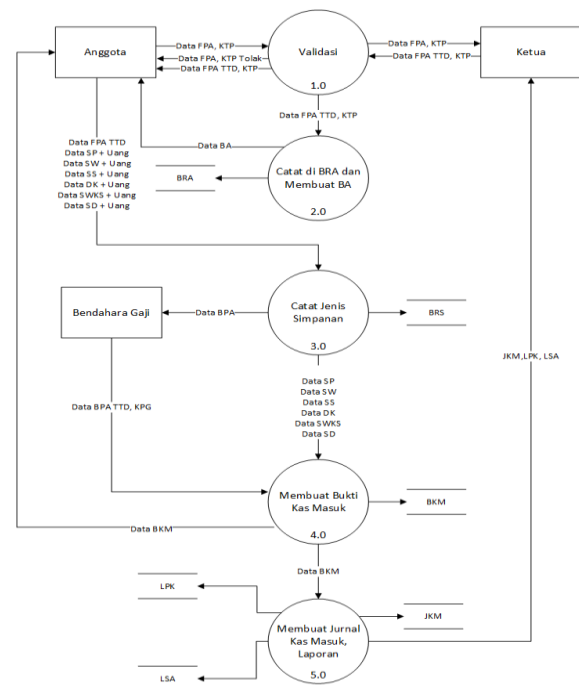 Anggota
Data FPA, KTP
Data FPA, KTP Tolak
Data FPA TTD, KTP
Validasi
1.0
Data FPA, KTP
Data FPA TTD, KTP
Ketua
Data FPA TTD, KTP
Data BA
Data FPA TTD
Data SP + Uang
Data SW + Uang
Data SS + Uang
Data DK + Uang
Data SWKS + Uang
Data SD + Uang
BRA
Catat di BRA dan
Membuat BA
2.0
Bendahara Gaji
Data BPA
Catat Jenis
Simpanan
3.0
BRS
JKM,LPK, LSA
Data SP
Data SW
Data SS
Data DK
Data SWKS
Data SD
Data BPA TTD, KPG
Membuat Bukti
Kas Masuk
4.0
BKM
Data BKM
Data BKM
LPK
Membuat Jurnal
Kas Masuk,
Laporan
5.0
JKM
LSA